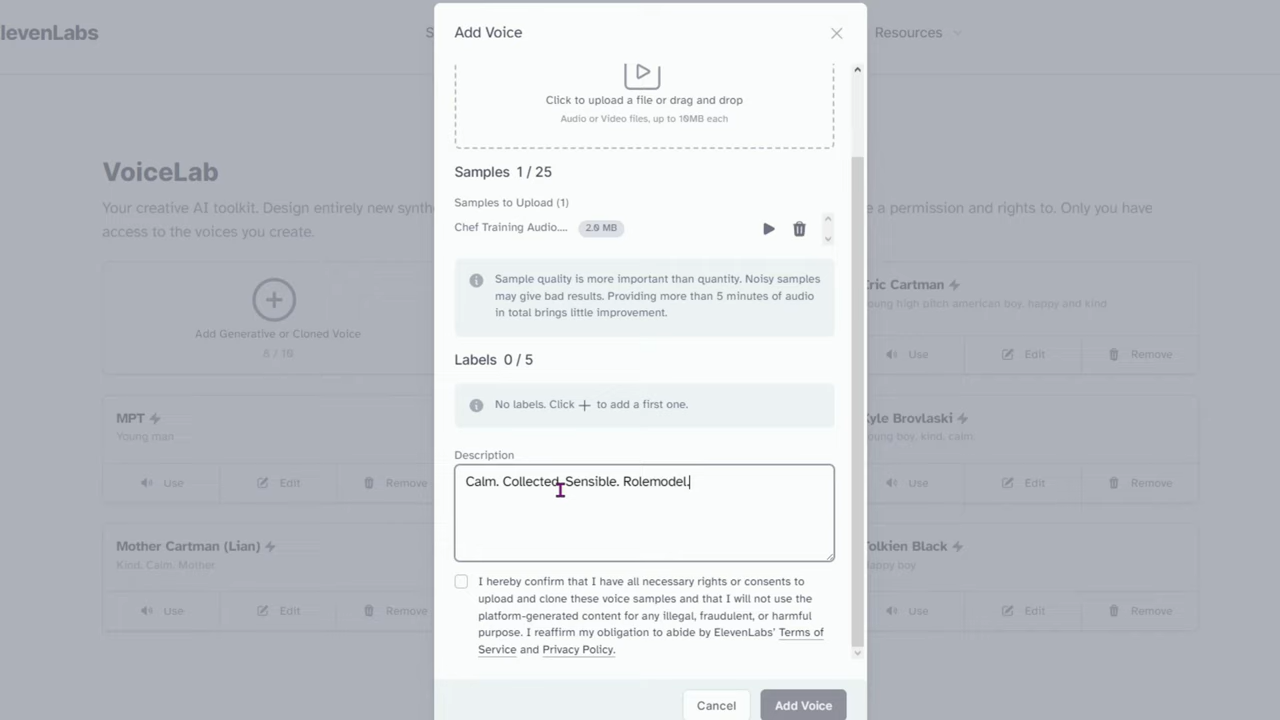 levenLabs
Add Voice
Resources
Click to upload a file or drag and drop
Audio or Video files, up to 10MB each
VoiceLab
Samples 1 / 25
Your creative AI toolkit. Design entirely new synth
e a permission and rights to. Only you have
access to the voices you create.
Samples to Upload (1)
Chef Training Audio.... 2.0 MB
Sample quality is more important than quantity. Noisy samples
may give bad results. Providing more than 5 minutes of audio
in total brings little improvement.
Add Generative or Cloned Voice
8 / 10
ric Cartman
oung high pitch american boy, happy and kind
Use Edit Remove
Labels 0 / 5
No labels. Click + to add a first one.
MPT
Young man
Use Edit Remove
yle Brovlaski
oung boy, kind, calm
Use Edit Remove
Description
Calm. Collected. Sensible. Rolemodel.
Mother Cartman (Lian)
Kind. Calm. Mother
Use Edit Remove
olkien Black
appy boy
Use Edit Remove
I hereby confirm that I have all necessary rights or consents to
upload and clone these voice samples and that I will not use the
platform-generated content for any illegal, fraudulent, or harmful
purpose. I reaffirm my obligation to abide by ElevenLabs' Terms of
Service and Privacy Policy.
Cancel Add Voice